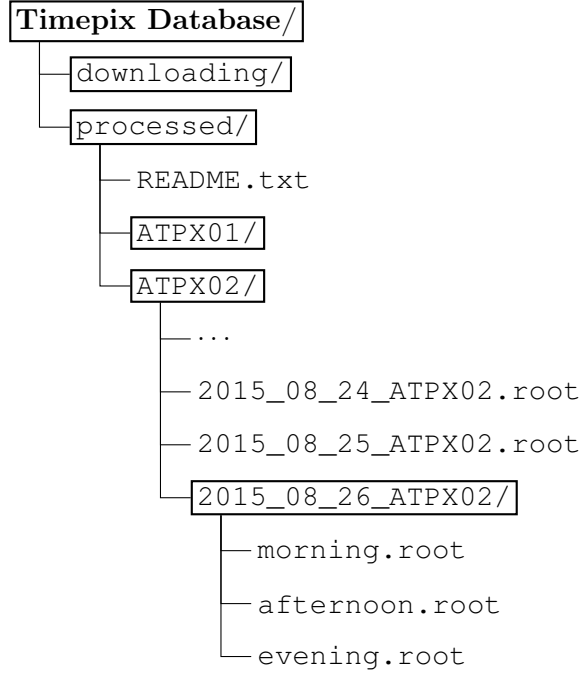 Timepix Database/
downloading/
processed/
README.txt
ATPX01/
ATPX02/
...
2015_08_24_ATPX02.root
2015_08_25_ATPX02.root
2015_08_26_ATPX02/
morning.root
afternoon.root
evening.root